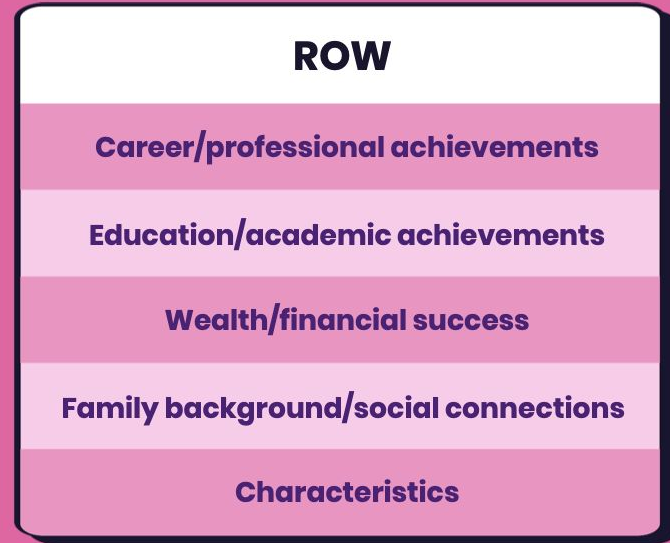 ROW
Career/professional achievements
Education/academic achievements
Wealth/financial success
Family background/social connections
Characteristics